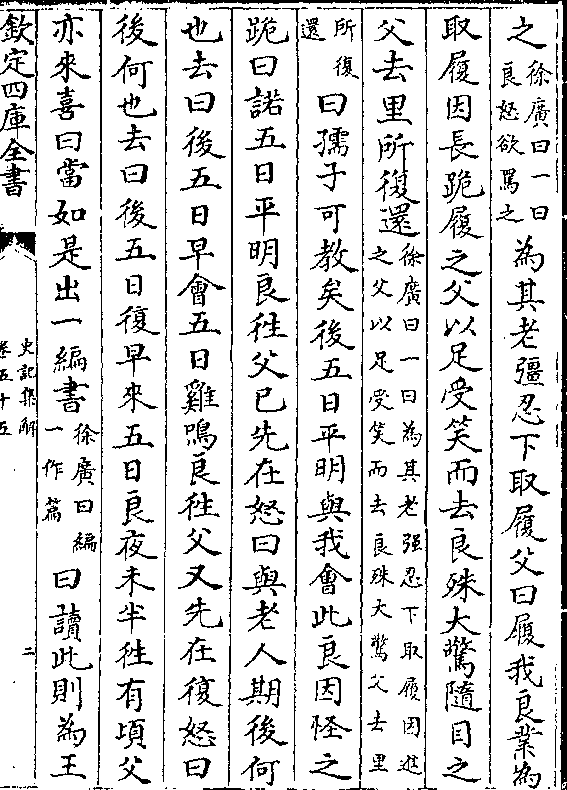 之徐廣曰一曰良怒欲罵之為其老彊忍下取履父曰履我良業為
取履因長跪履之父以足受笑而去良殊大驚隨目之
父去里所復還徐廣曰一曰為其老强忍下取履因進之父以足受笑而去良殊大驚父去里
所復還曰孺子可教矣後五日平明與我會此良因怪之
跪曰諾五日平明良徃父已先在怒曰與老人期後何
也去曰後五日早會五日雞鳴良徃父又先在復怒曰
後何也去曰後五日復早來五日良夜未半徃有頃父
亦來喜曰當如是出一編書徐廣曰編一作篇曰讀此則為王
欽定四庫全書
史記集解
卷五十五
二